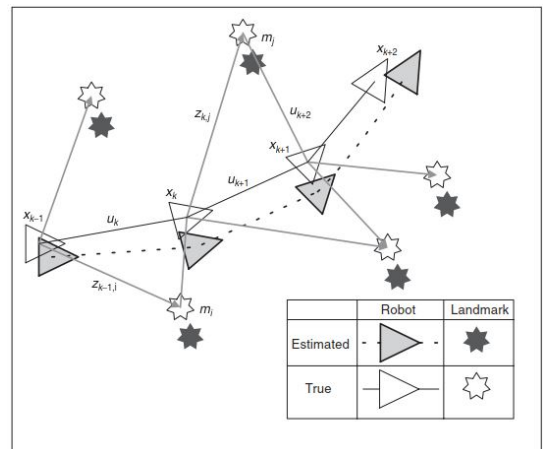 m_j
x_{k+2}
z_{k,j}
u_{k+2}
x_{k+1}
x_k
u_{k+1}
x_{k–1}
u_k
z_{k–1,i}
m_i
Robot Landmark
Estimated
True